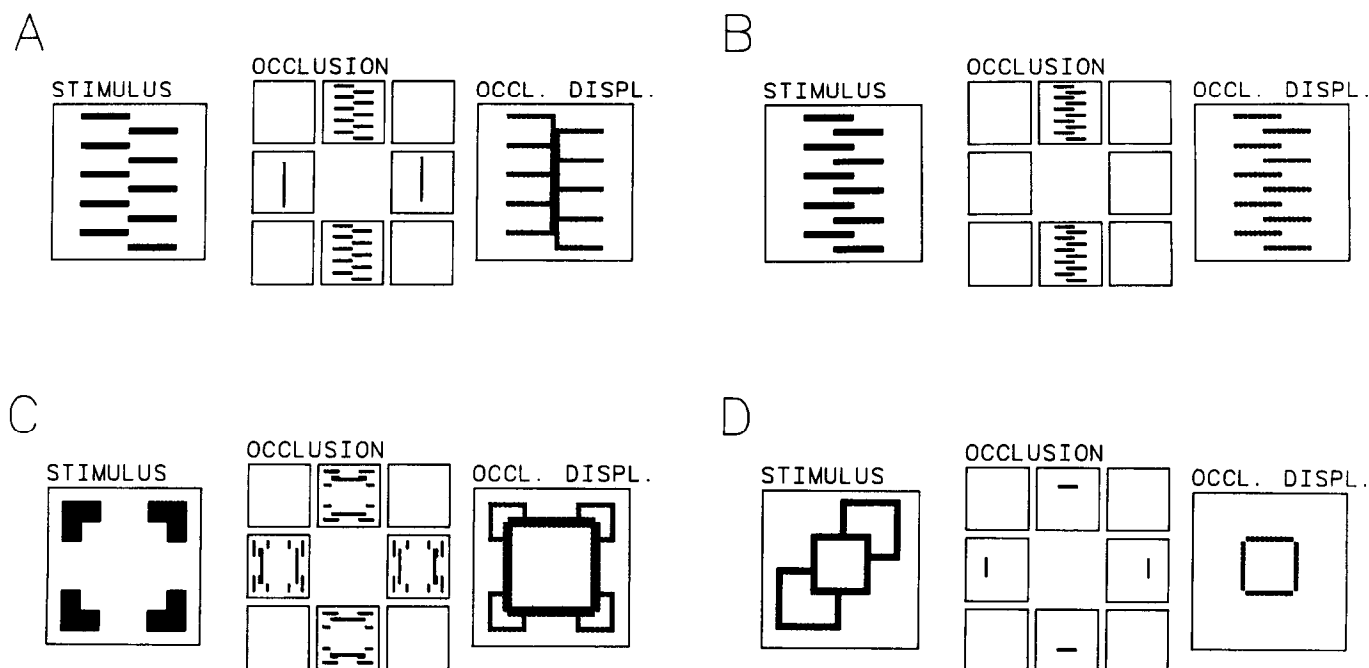 A
OCCLUSION
STIMULUS
OCCL. DISPL.
B
OCCLUSION
STIMULUS
OCCL. DISPL.
C
OCCLUSION
STIMULUS
OCCL. DISPL.
D
OCCLUSION
STIMULUS
OCCL. DISPL.